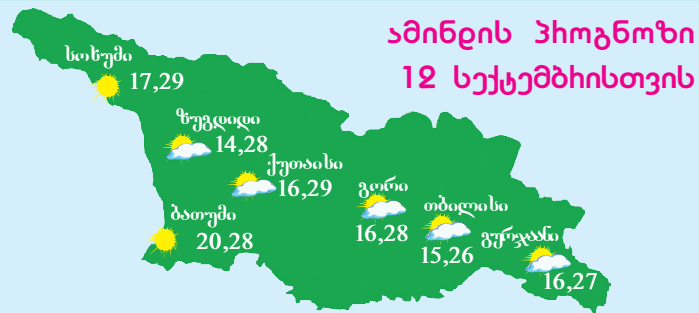 ამინდის პროგნოზი
12 სექტემბრისთვის
სოხუმი
17,29
ზუგდიდი
14,28
ქუთაისი
16,29
გორი
16,28
თბილისი
15,26
ბათუმი
20,28
გურჯაანი
16,27